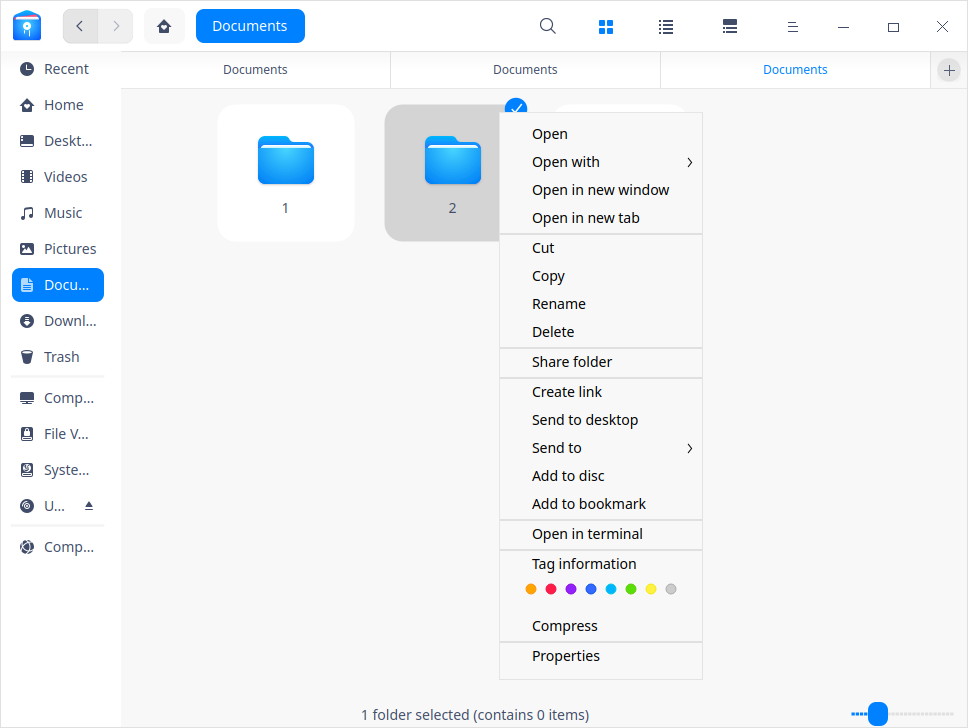 Documents
Documents
Documents
Documents
Recent
Home
Deskt...
Videos
Music
Pictures
Docu...
Downl...
Trash
Comp...
File V...
Syste...
U...
Comp...
1
2
Open
Open with
Open in new window
Open in new tab
Cut
Copy
Rename
Delete
Share folder
Create link
Send to desktop
Send to
Add to disc
Add to bookmark
Open in terminal
Tag information
Compress
Properties
1 folder selected (contains 0 items)